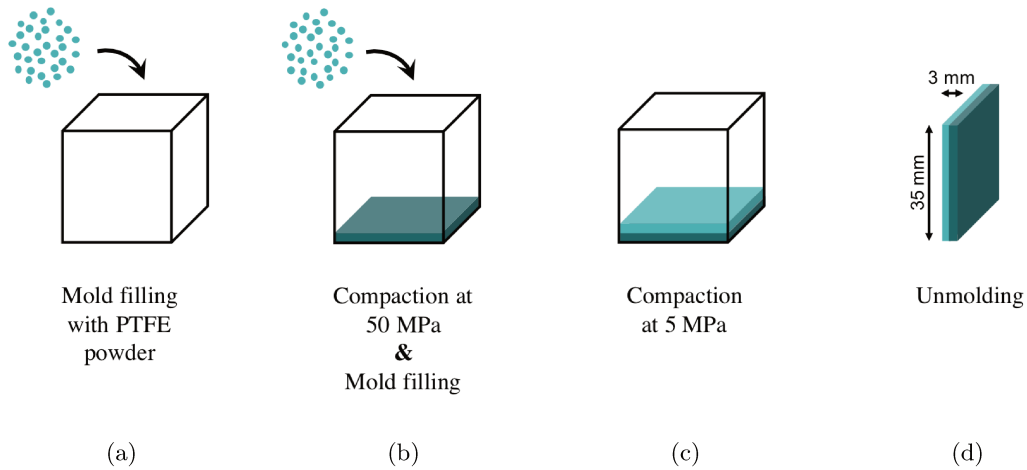 3 mm
35 mm
Mold filling
with PTFE
powder
Compaction at
50 MPa
&
Mold filling
Compaction
at 5 MPa
Unmolding
(a)
(b)
(c)
(d)